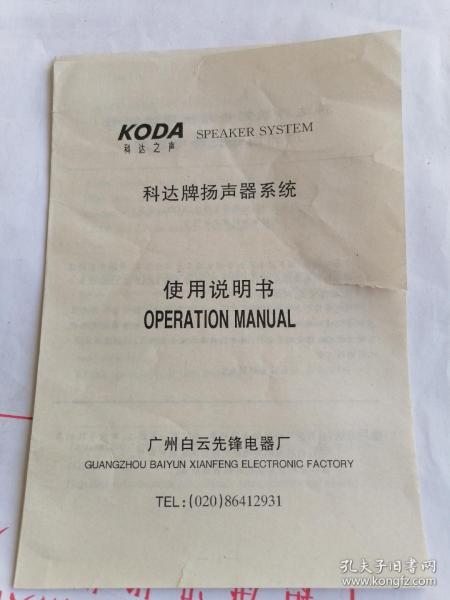 KODA SPEAKER SYSTEM
科达之声
科达牌扬声器系统
使用说明书
OPERATION MANUAL
广州白云先锋电器厂
GUANGZHOU BAIYUN XIANFENG ELECTRONIC FACTORY
TEL:(020)86412931
孔夫子旧书网
www.kongfz.com